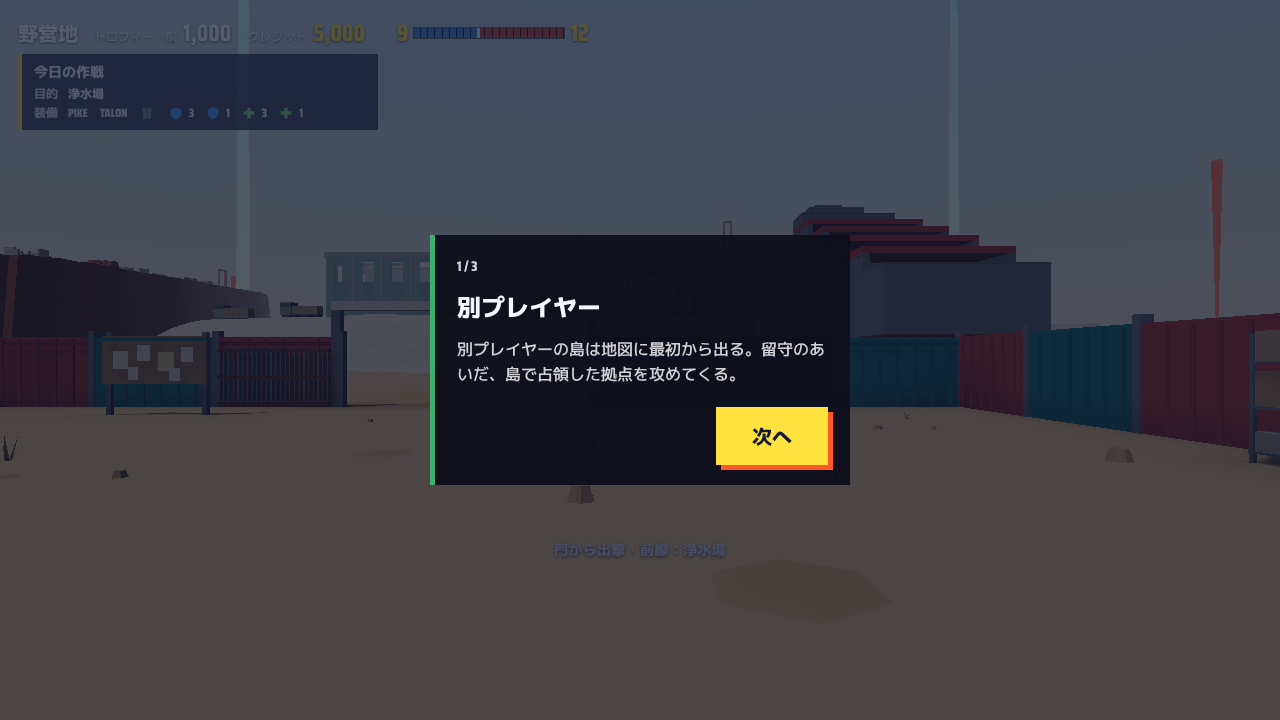 野営地 トロフィー・銅 1,000 クレジット 5,000 9 12
今日の作戦
目的 浄水場
装備 PIKE TALON 3 1 3 1
1/3
別プレイヤー
別プレイヤーの島は地図に最初から出る。留守のあ
いだ、島で占領した拠点を攻めてくる。
次へ
門から出撃・前線：浄水場